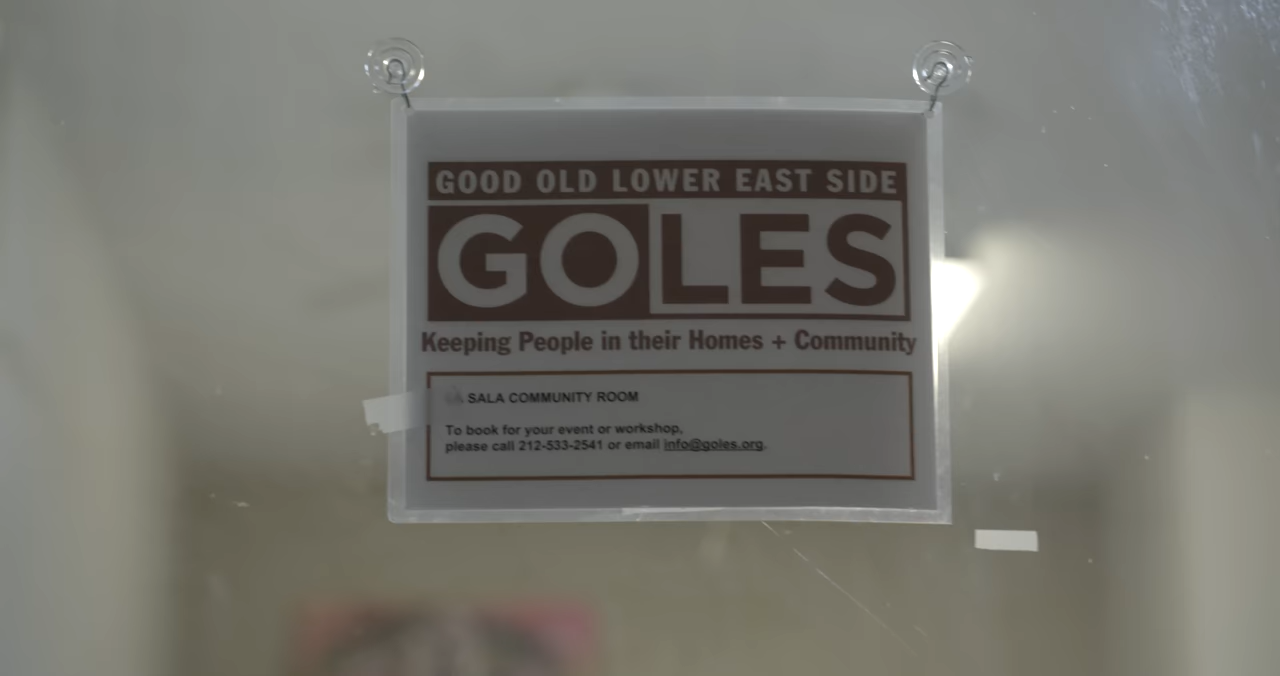 GOOD OLD LOWER EAST SIDE
GOLES
Keeping People in their Homes + Community
SALA COMMUNITY ROOM
To book for your event or workshop,
please call 212-533-2541 or email info@goles.org.